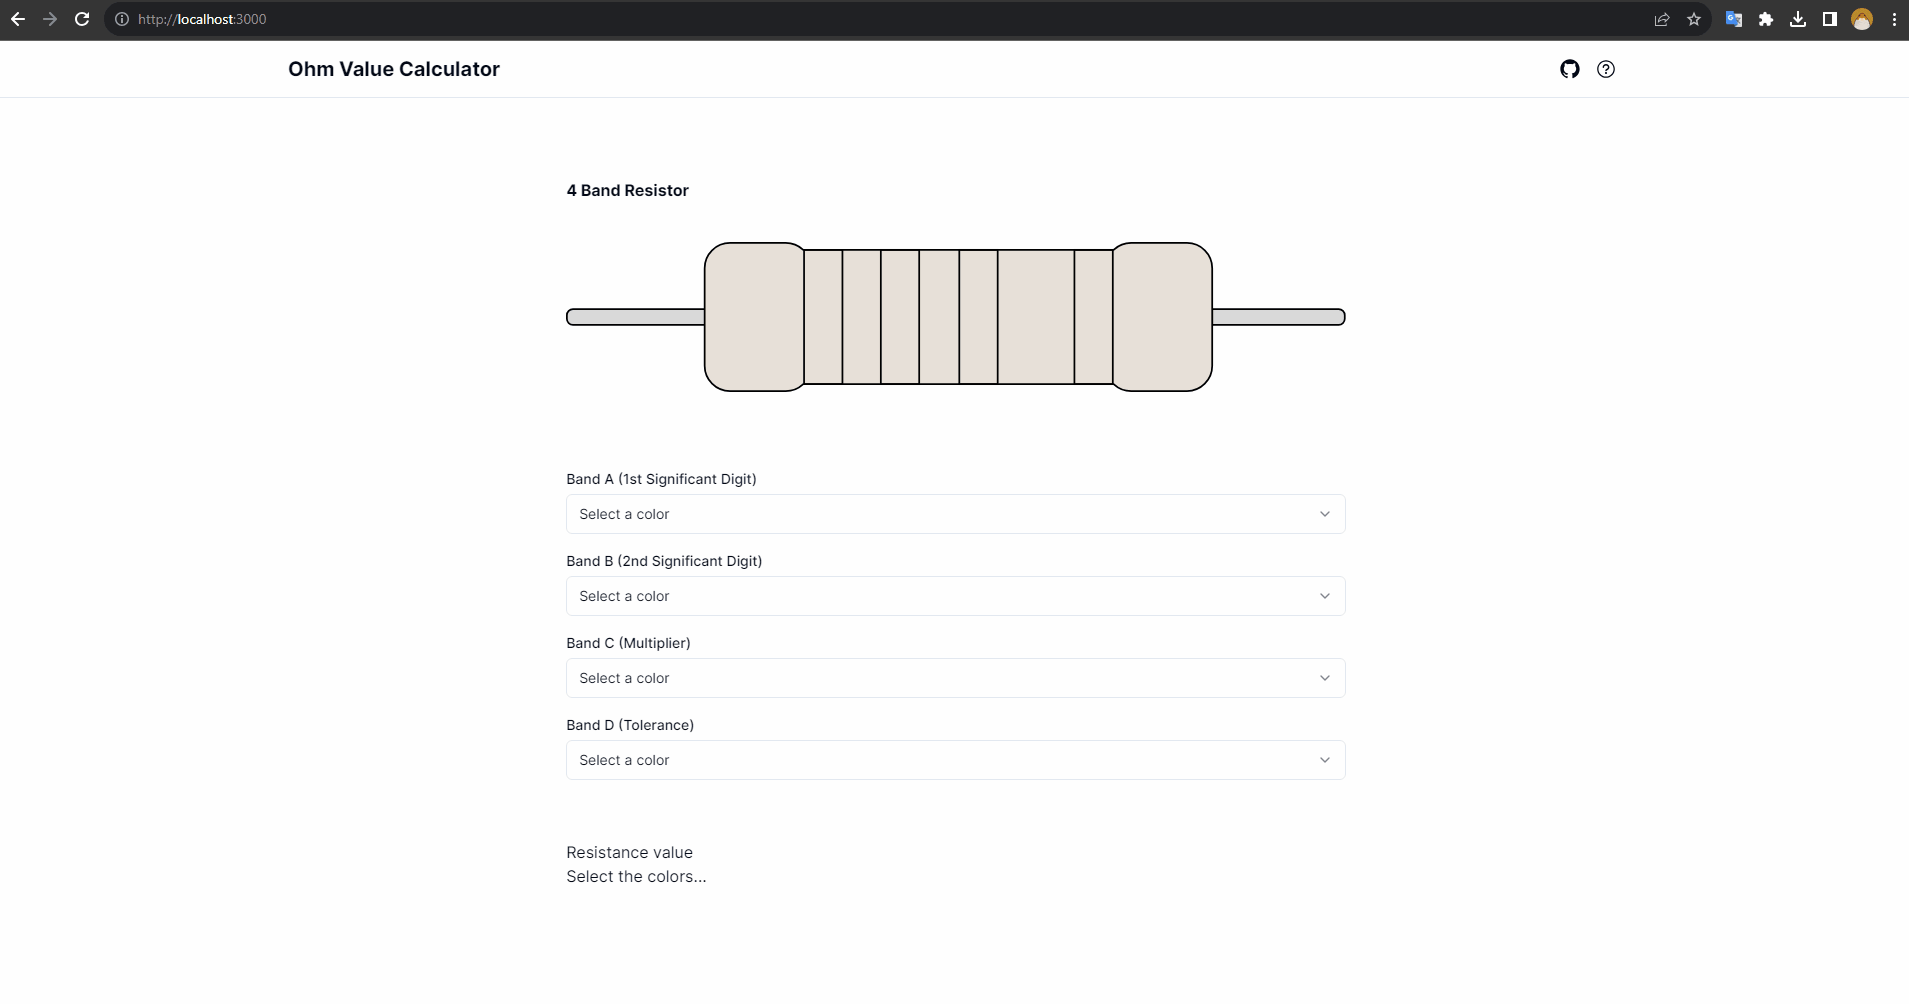 http://localhost:3000
Ohm Value Calculator
4 Band Resistor
Band A (1st Significant Digit)
Select a color
Band B (2nd Significant Digit)
Select a color
Band C (Multiplier)
Select a color
Band D (Tolerance)
Select a color
Resistance value
Select the colors...